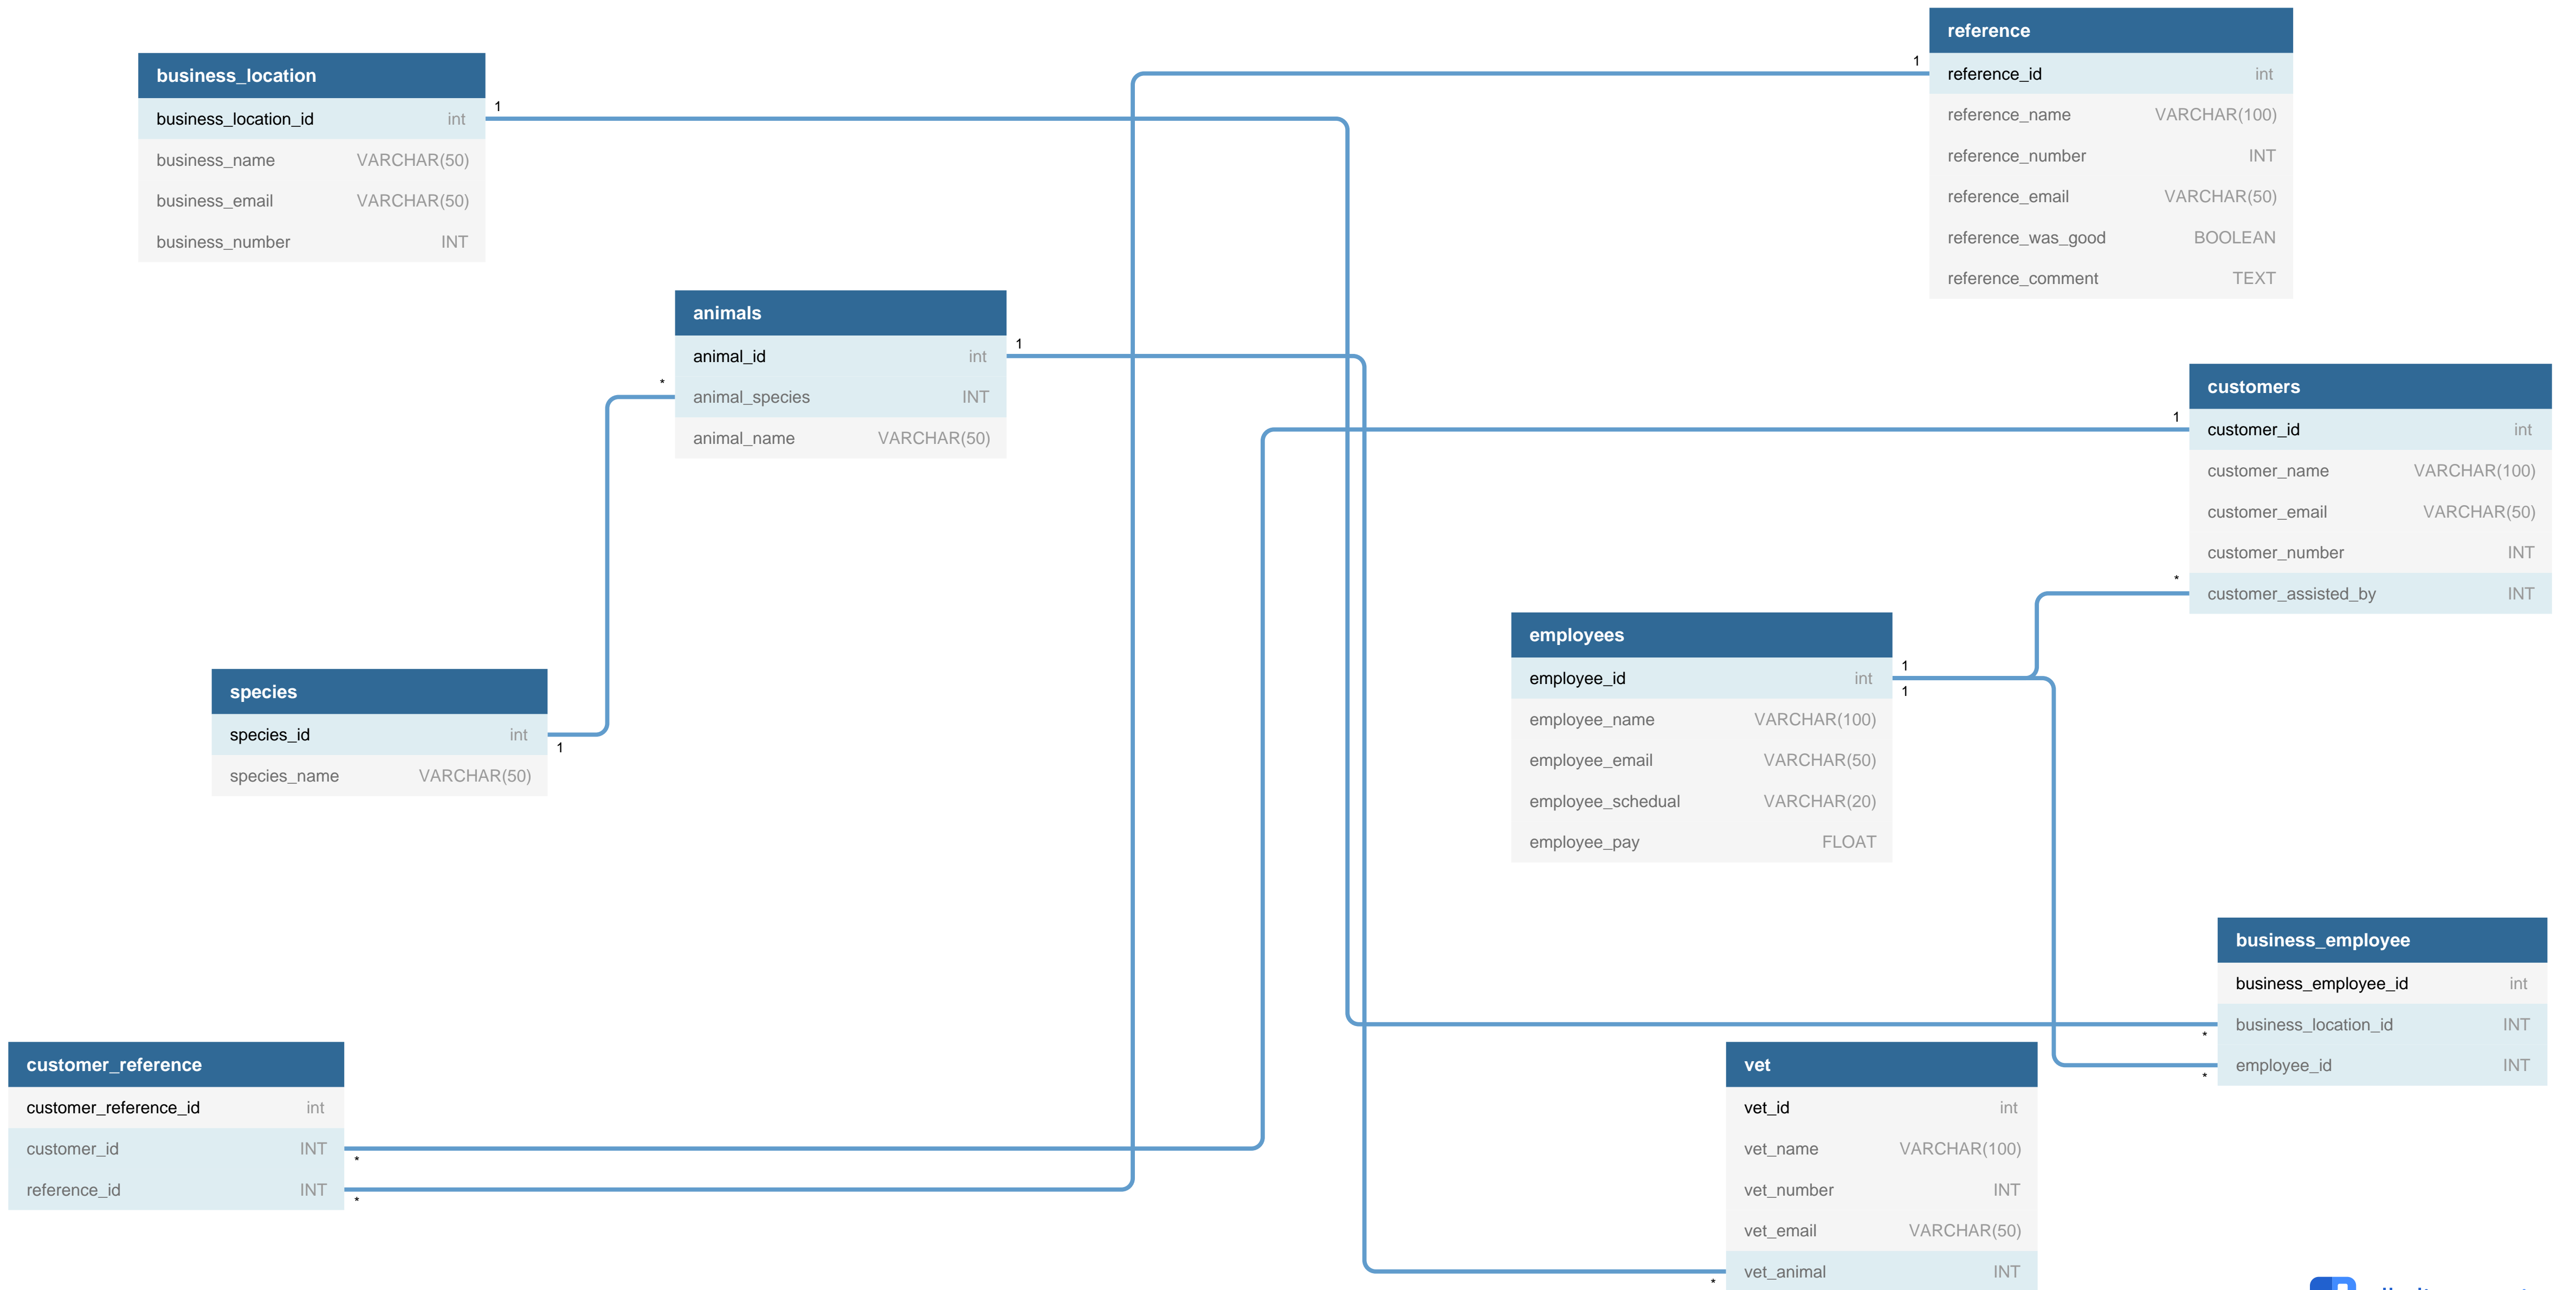 business_location
business_location_id int
business_name VARCHAR(50)
business_email VARCHAR(50)
business_number INT
1
reference
reference_id int
reference_name VARCHAR(100)
reference_number INT
reference_email VARCHAR(50)
reference_was_good BOOLEAN
reference_comment TEXT
1
animals
animal_id int
animal_species INT
animal_name VARCHAR(50)
1
*
customers
customer_id int
customer_name VARCHAR(100)
customer_email VARCHAR(50)
customer_number INT
customer_assisted_by INT
1
*
employees
employee_id int
employee_name VARCHAR(100)
employee_email VARCHAR(50)
employee_schedual VARCHAR(20)
employee_pay FLOAT
1
1
species
species_id int
species_name VARCHAR(50)
1
business_employee
business_employee_id int
business_location_id INT
employee_id INT
*
*
customer_reference
customer_reference_id int
customer_id INT
reference_id INT
*
*
vet
vet_id int
vet_name VARCHAR(100)
vet_number INT
vet_email VARCHAR(50)
vet_animal INT
*